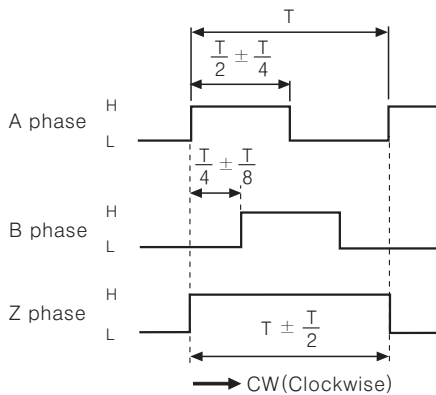 T
T/2 ± T/4
A phase H
L
T/4 ± T/8
B phase H
L
Z phase H
L
T ± T/2
CW(Clockwise)